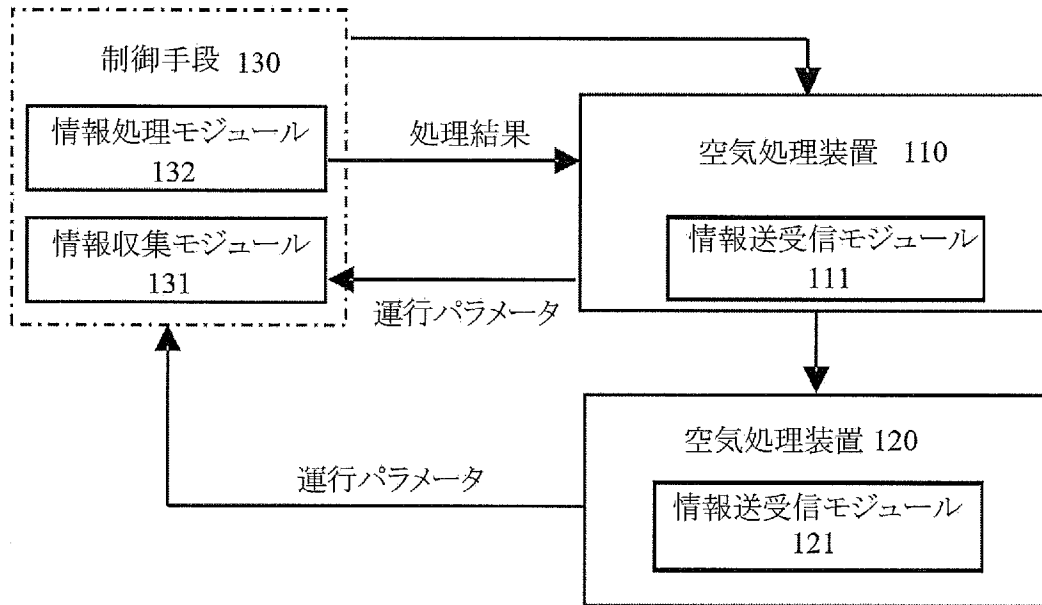 制御手段 130
情報処理モジュール
132
情報収集モジュール
131
処理結果
運行パラメータ
空気処理装置 110
情報送受信モジュール
111
空気処理装置 120
情報送受信モジュール
121
運行パラメータ